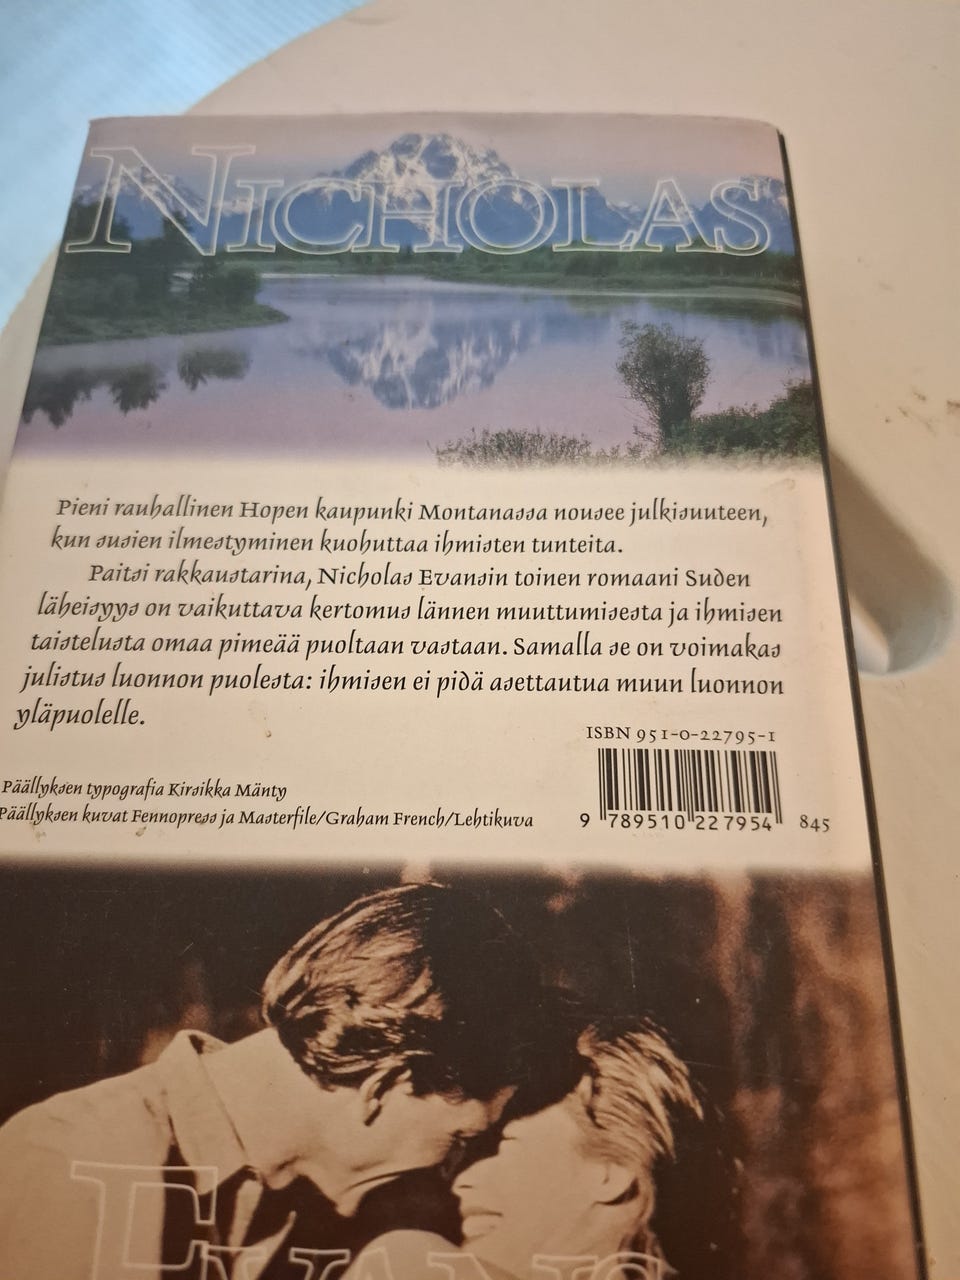 NICHOLAS
Pieni rauhallinen Hopen kaupunki Montanassa nousee julkisuuteen,
kun susien ilmestyminen kuohuttaa ihmisten tunteita.
Paitsi rakkaustarina, Nicholas Evansin toinen romaani Suden
läheisyys on vaikuttava kertomus lännen muuttumisesta ja ihmisen
taistelusta omaa pimeää puoltaan vastaan. Samalla se on voimakas
julistus luonnon puolesta: ihmisen ei pidä asettautua muun luonnon
yläpuolelle.
ISBN 951-0-22795-1
9 789510 227954 845
Päällyksen typografia Kirsikka Mänty
Päällyksen kuvat Fennopress ja Masterfile/Graham French/Lehtikuva
EVANS